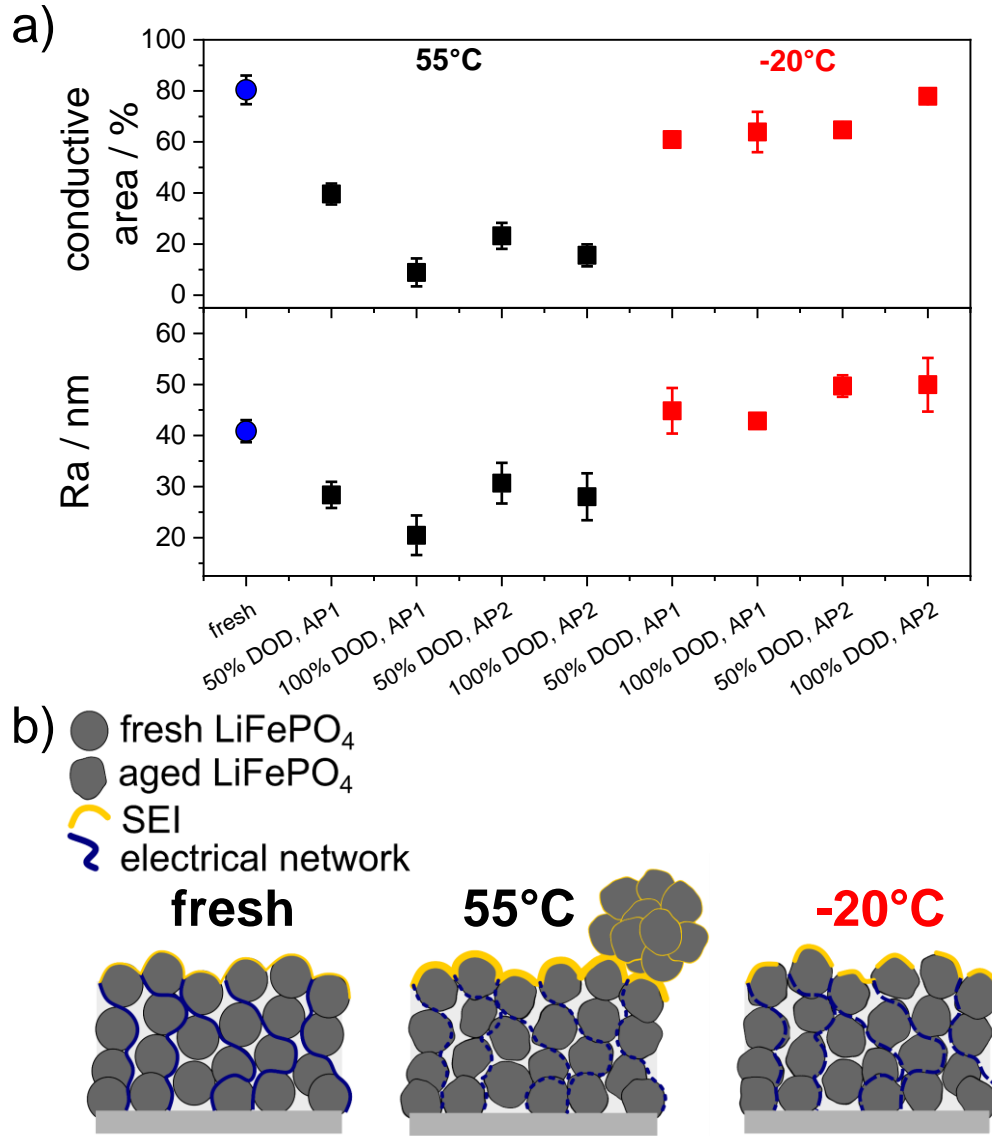 a)
100
80
60
40
20
0
conductive
area / %
55°C
-20°C
60
50
40
30
20
Ra / nm
fresh
50% DOD, AP1
100% DOD, AP1
50% DOD, AP2
100% DOD, AP2
50% DOD, AP1
100% DOD, AP1
50% DOD, AP2
100% DOD, AP2
b)
fresh LiFePO4
aged LiFePO4
SEI
electrical network
fresh
55°C
-20°C